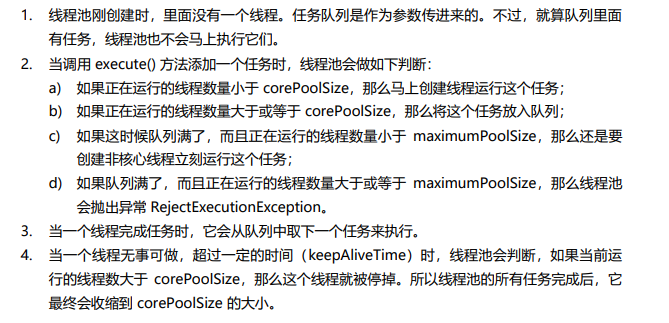 1. 线程池刚创建时，里面没有一个线程。任务队列是作为参数传进来的。不过，就算队列里面
有任务，线程池也不会马上执行它们。
2. 当调用 execute() 方法添加一个任务时，线程池会做如下判断：
a) 如果正在运行的线程数量小于 corePoolSize，那么马上创建线程运行这个任务；
b) 如果正在运行的线程数量大于或等于 corePoolSize，那么将这个任务放入队列；
c) 如果这时候队列满了，而且正在运行的线程数量小于 maximumPoolSize，那么还是要
创建非核心线程立刻运行这个任务；
d) 如果队列满了，而且正在运行的线程数量大于或等于 maximumPoolSize，那么线程池
会抛出异常 RejectExecutionException。
3. 当一个线程完成任务时，它会从队列中取下一个任务来执行。
4. 当一个线程无事可做，超过一定的时间（keepAliveTime）时，线程池会判断，如果当前运
行的线程数大于 corePoolSize，那么这个线程就被停掉。所以线程池的所有任务完成后，它
最终会收缩到 corePoolSize 的大小。